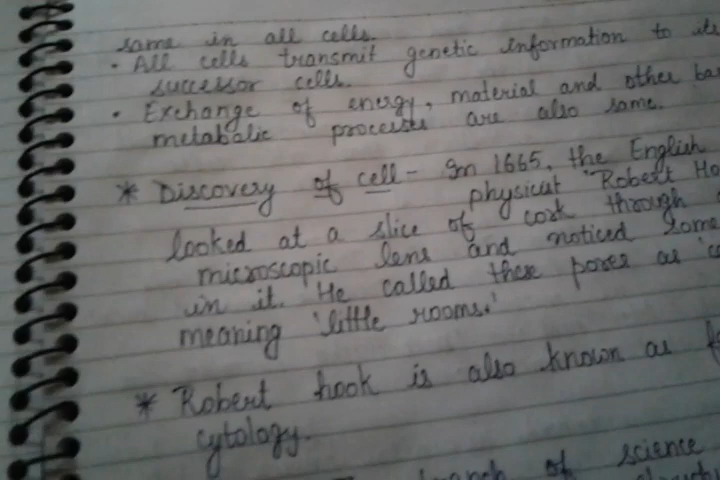 same in all cells.
• All cells transmit genetic information to its
successor cells.
• Exchange of energy, material and other
metabolic processes are also same.
* Discovery of cell - In 1665, the English
physicist Robert
looked at a slice of cork through
microscopic lens and noticed some
in it. He called these pores as
meaning 'little rooms.'
* Robert hook is also known as
cytology.
of science